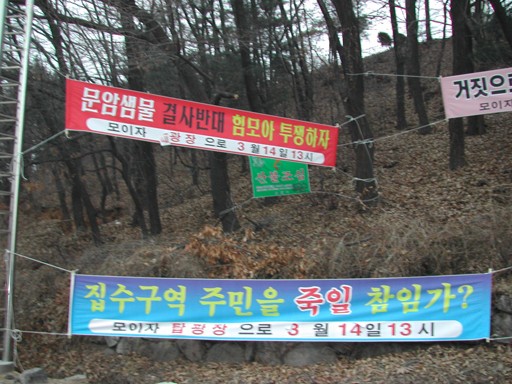 문암샘물 결사반대 힘모아 투쟁하자
모이자 광장 으로 3월 14일 13시
거짓으로
모이자
집수구역 주민을 죽일 참인가?
모이자 탑광장 으로 3월 14일 13시